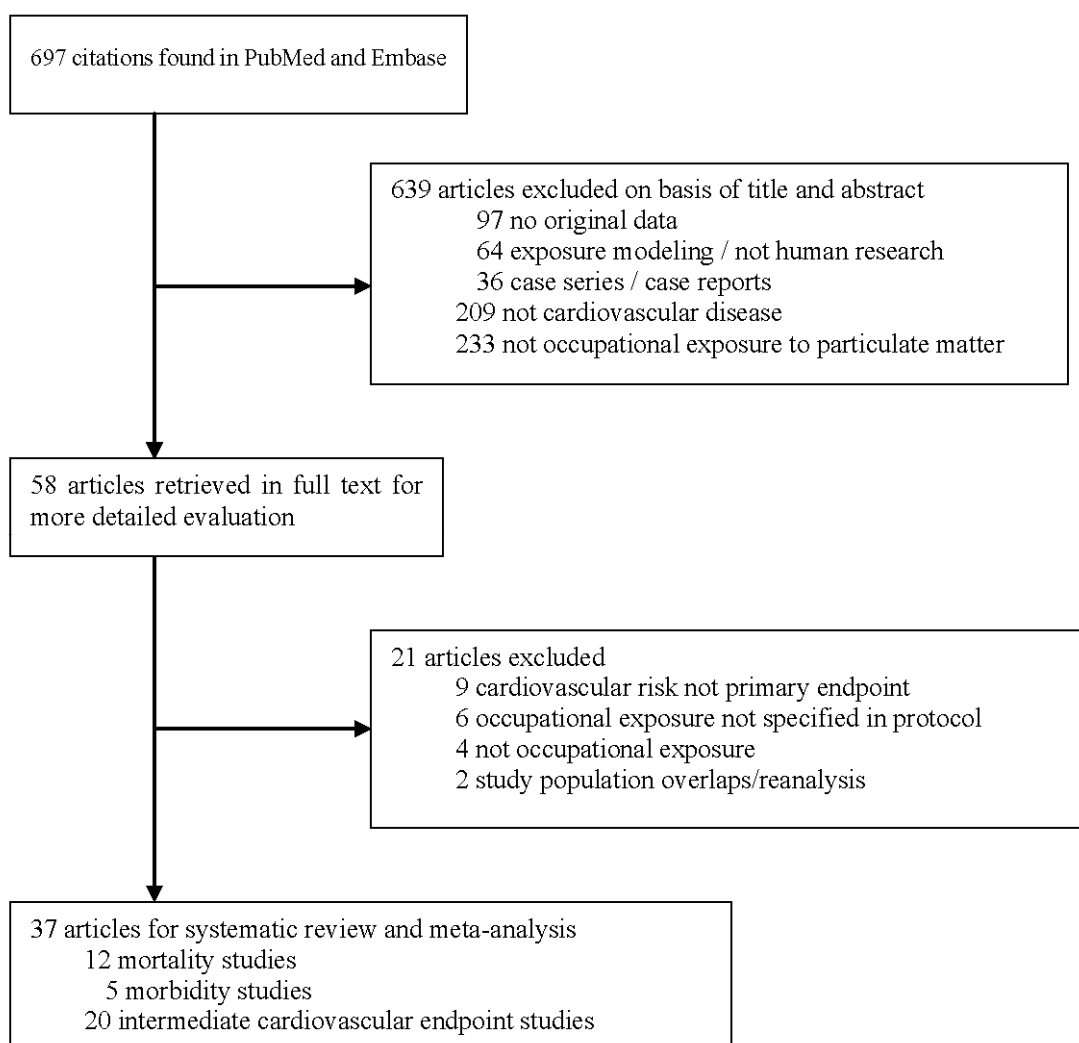 697 citations found in PubMed and Embase
639 articles excluded on basis of title and abstract
97 no original data
64 exposure modeling / not human research
36 case series / case reports
209 not cardiovascular disease
233 not occupational exposure to particulate matter
58 articles retrieved in full text for
more detailed evaluation
21 articles excluded
9 cardiovascular risk not primary endpoint
6 occupational exposure not specified in protocol
4 not occupational exposure
2 study population overlaps/reanalysis
37 articles for systematic review and meta-analysis
12 mortality studies
5 morbidity studies
20 intermediate cardiovascular endpoint studies